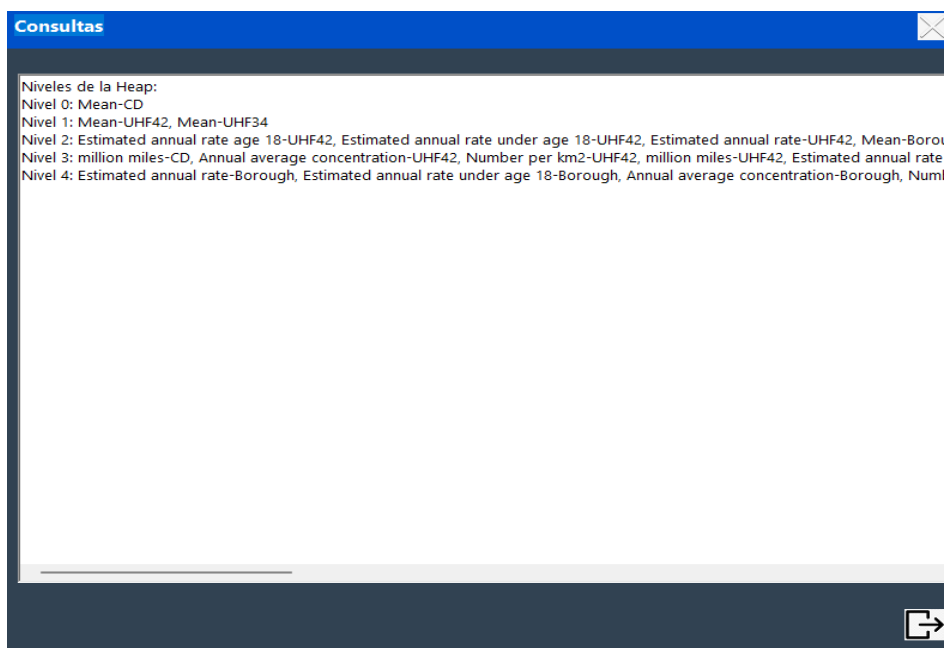 Consultas
Niveles de la Heap:
Nivel 0: Mean-CD
Nivel 1: Mean-UHF42, Mean-UHF34
Nivel 2: Estimated annual rate age 18-UHF42, Estimated annual rate under age 18-UHF42, Estimated annual rate-UHF42, Mean-Borou
Nivel 3: million miles-CD, Annual average concentration-UHF42, Number per km2-UHF42, million miles-UHF42, Estimated annual rate
Nivel 4: Estimated annual rate-Borough, Estimated annual rate under age 18-Borough, Annual average concentration-Borough, Numb